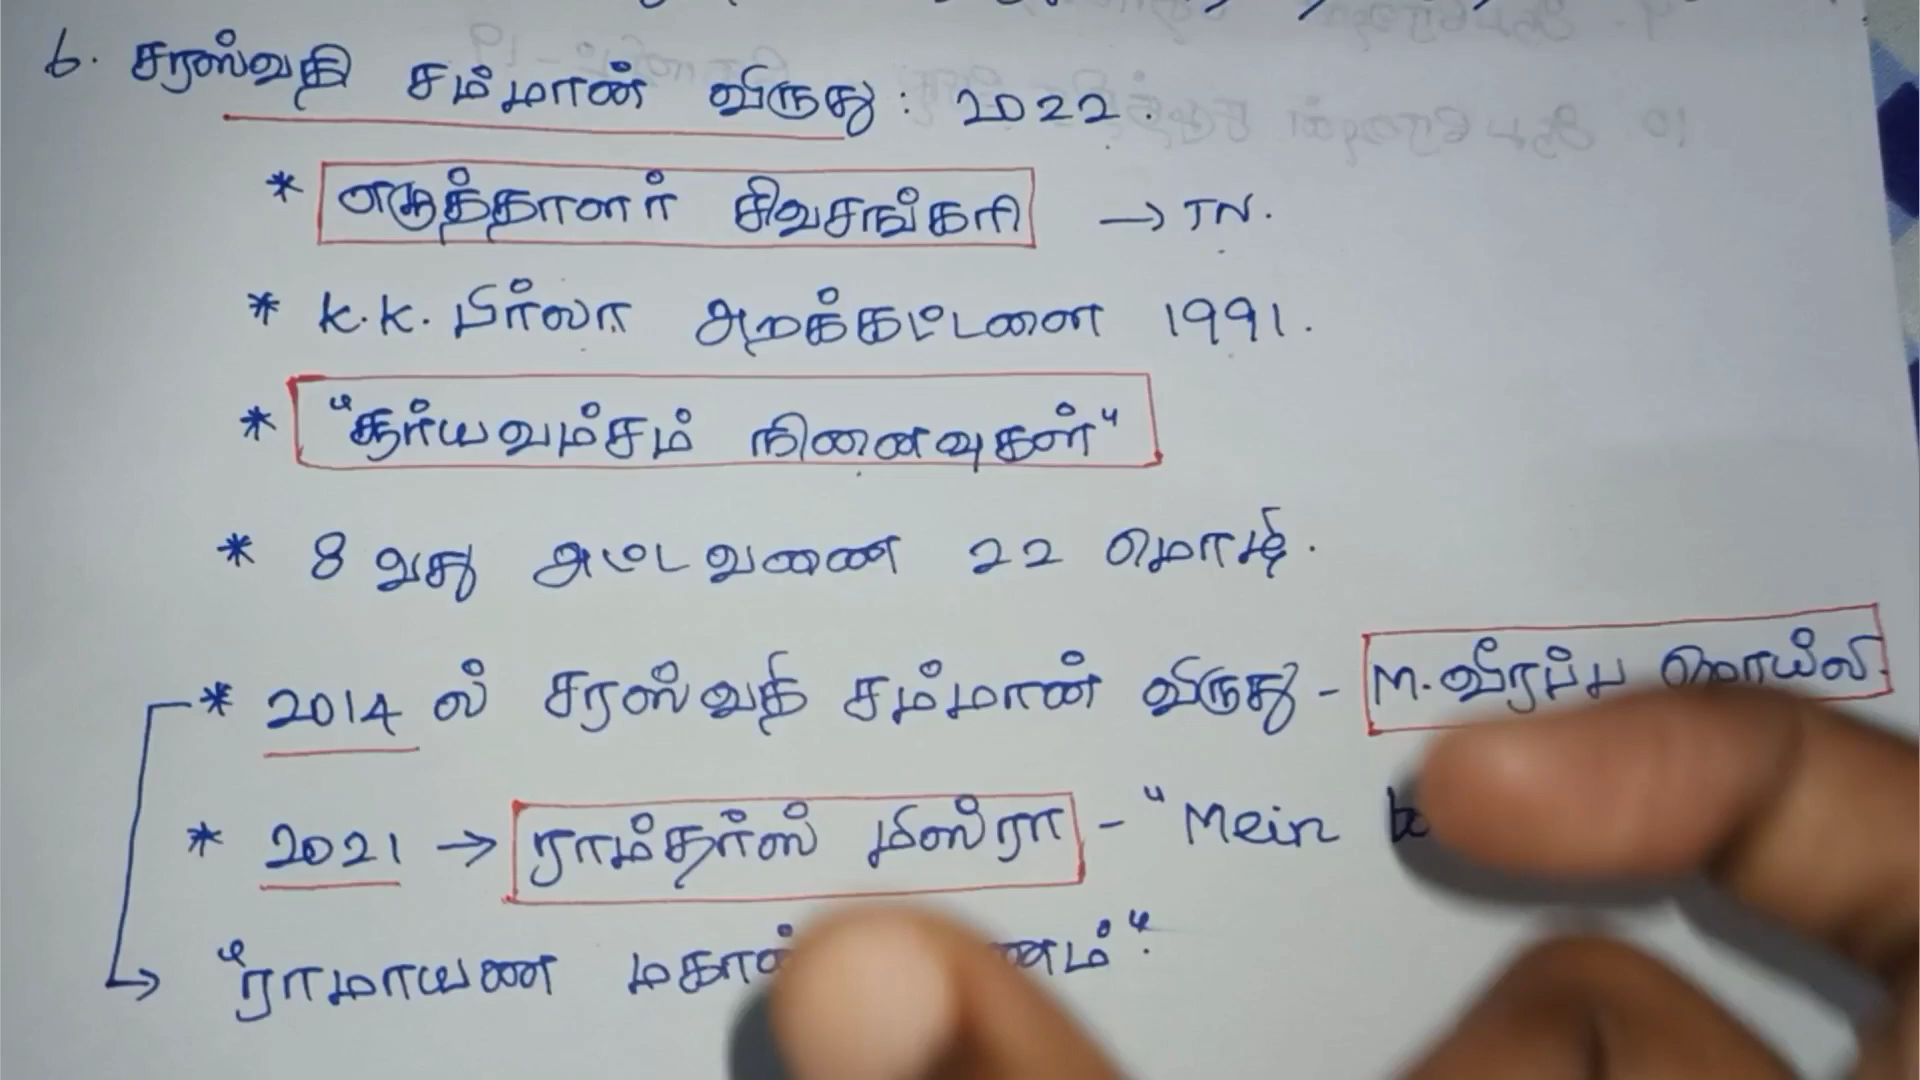 6. சரஸ்வதி சம்மான் விருது : 2022.
* எழுத்தாளர் சிவசங்கரி → TN.
* K.K. பிர்லா அறக்கட்டளை 1991.
* "சூர்யவம்சம் நினைவுகள்"
* 8 வது அட்டவணை 22 மொழி.
* 2014 ல் சரஸ்வதி சம்மான் விருது - M.வீரப்ப மொய்லி.
* 2021 → ராம்தர்ஸ் மிஸ்ரா - "Mein
→ "ராமாயண